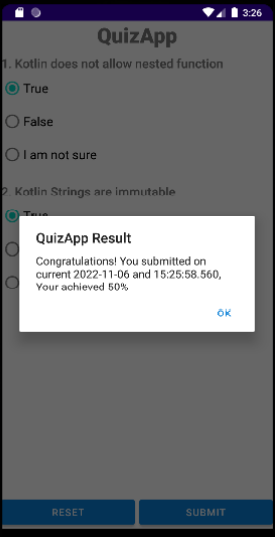 3:26
QuizApp
1. Kotlin does not allow nested function
True
False
I am not sure
2. Kotlin Strings are immutable
True
QuizApp Result
Congratulations! You submitted on
current 2022-11-06 and 15:25:58.560,
Your achieved 50%
OK
RESET
SUBMIT